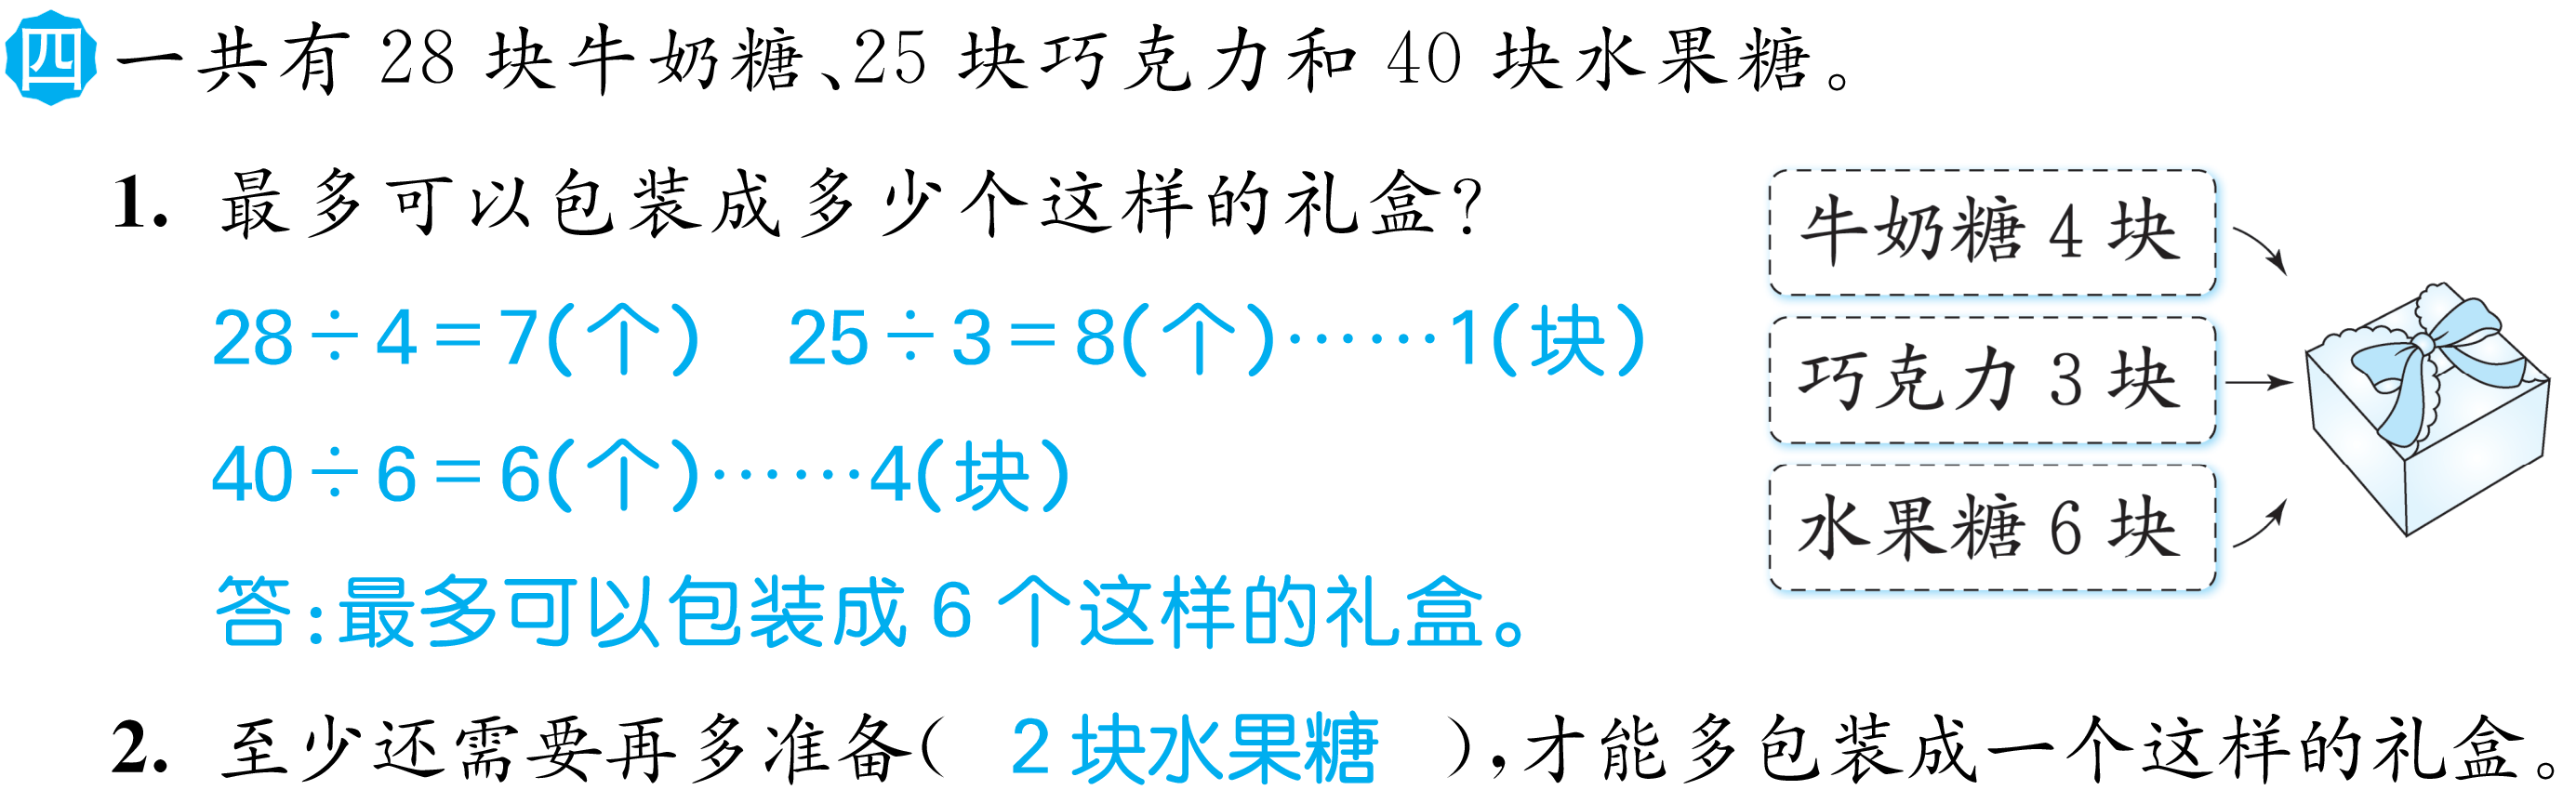 四 一共有 28 块牛奶糖、25 块巧克力和 40 块水果糖。
1. 最多可以包装成多少个这样的礼盒?
28÷4=7(个) 25÷3=8(个)……1(块)
40÷6=6(个)……4(块)
答:最多可以包装成 6 个这样的礼盒。
牛奶糖 4 块
巧克力 3 块
水果糖 6 块
2. 至少还需要再多准备( 2 块水果糖 ),才能多包装成一个这样的礼盒。